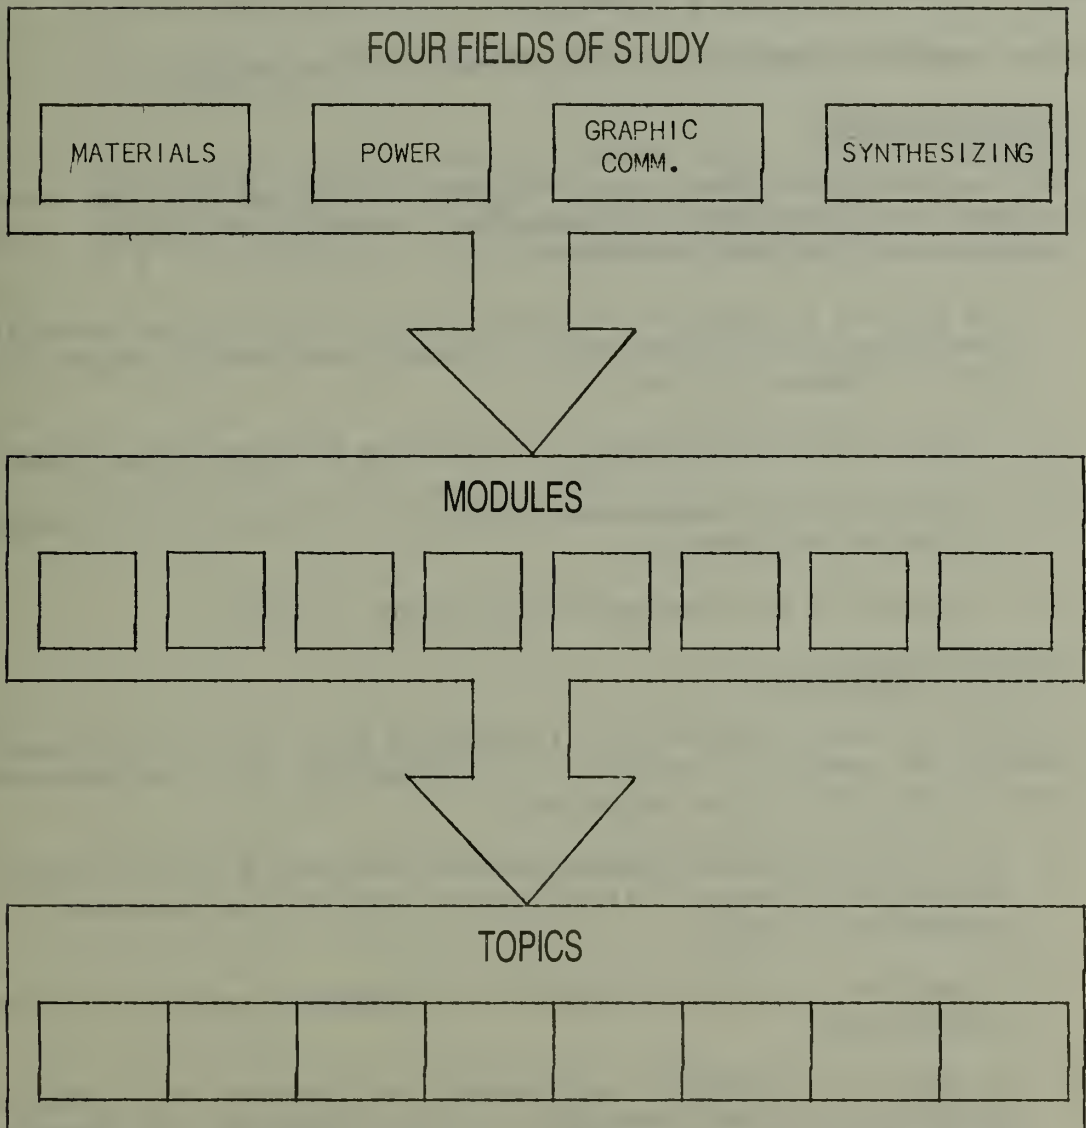 FOUR FIELDS OF STUDY
MATERIALS
POWER
GRAPHIC
COMM.
SYNTHESIZING
MODULES
TOPICS